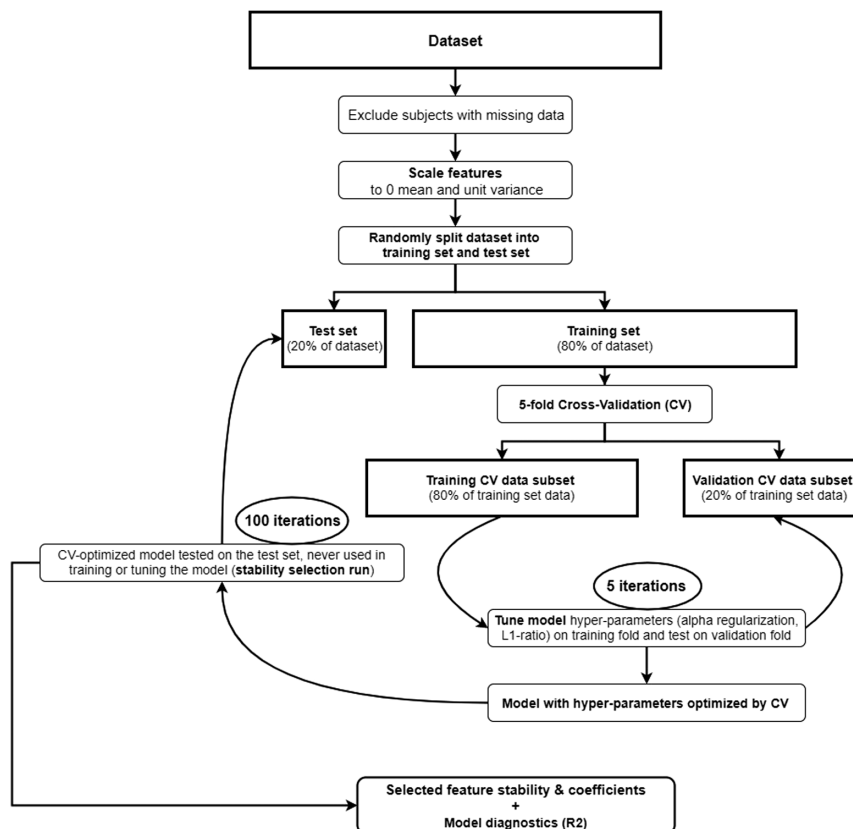 Dataset
Exclude subjects with missing data
Scale features
to 0 mean and unit variance
Randomly split dataset into
training set and test set
Test set
(20% of dataset)
Training set
(80% of dataset)
5-fold Cross-Validation (CV)
Training CV data subset
(80% of training set data)
Validation CV data subset
(20% of training set data)
100 iterations
CV-optimized model tested on the test set, never used in
training or tuning the model (stability selection run)
5 iterations
Tune model hyper-parameters (alpha regularization,
L1-ratio) on training fold and test on validation fold
Model with hyper-parameters optimized by CV
Selected feature stability & coefficients
+
Model diagnostics (R2)